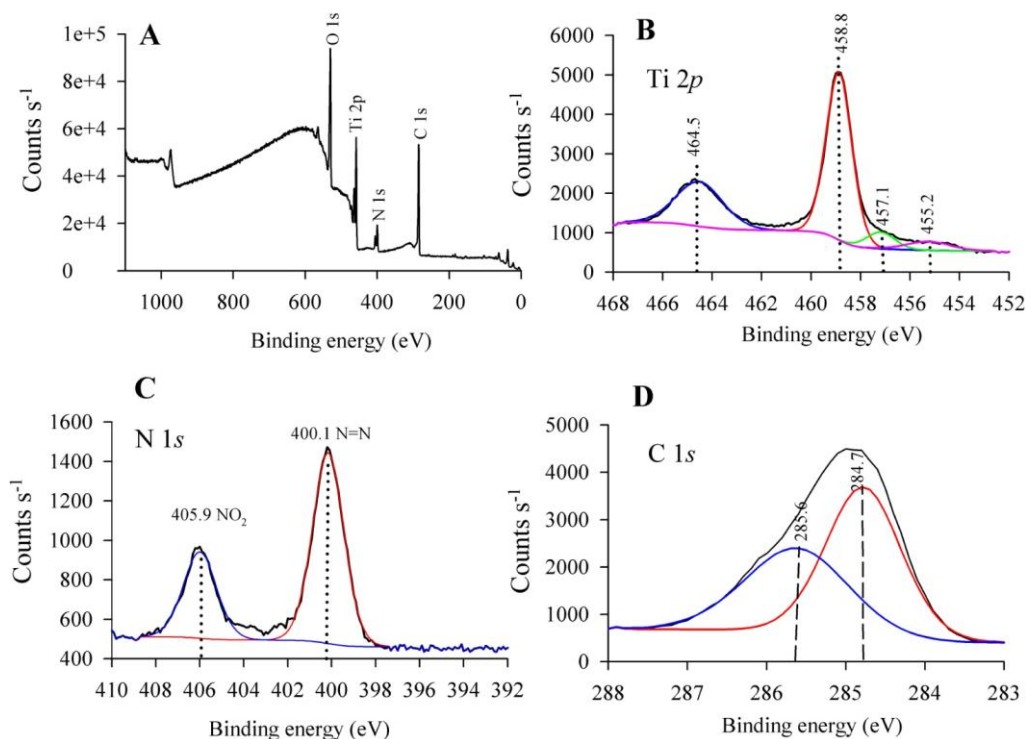 A
1e+5
8e+4
6e+4
4e+4
2e+4
0
Counts s⁻¹
O 1s
Ti 2p
N 1s
C 1s
1000 800 600 400 200 0
Binding energy (eV)
B
Ti 2p
6000
5000
4000
3000
2000
1000
0
Counts s⁻¹
464.5
458.8
457.1
455.2
468 466 464 462 460 458 456 454 452
Binding energy (eV)
C
N 1s
1600
1400
1200
1000
800
600
400
Counts s⁻¹
405.9 NO₂
400.1 N=N
410 408 406 404 402 400 398 396 394 392
Binding energy (eV)
D
C 1s
5000
4000
3000
2000
1000
0
Counts s⁻¹
285.6
284.7
288 287 286 285 284 283
Binding energy (eV)